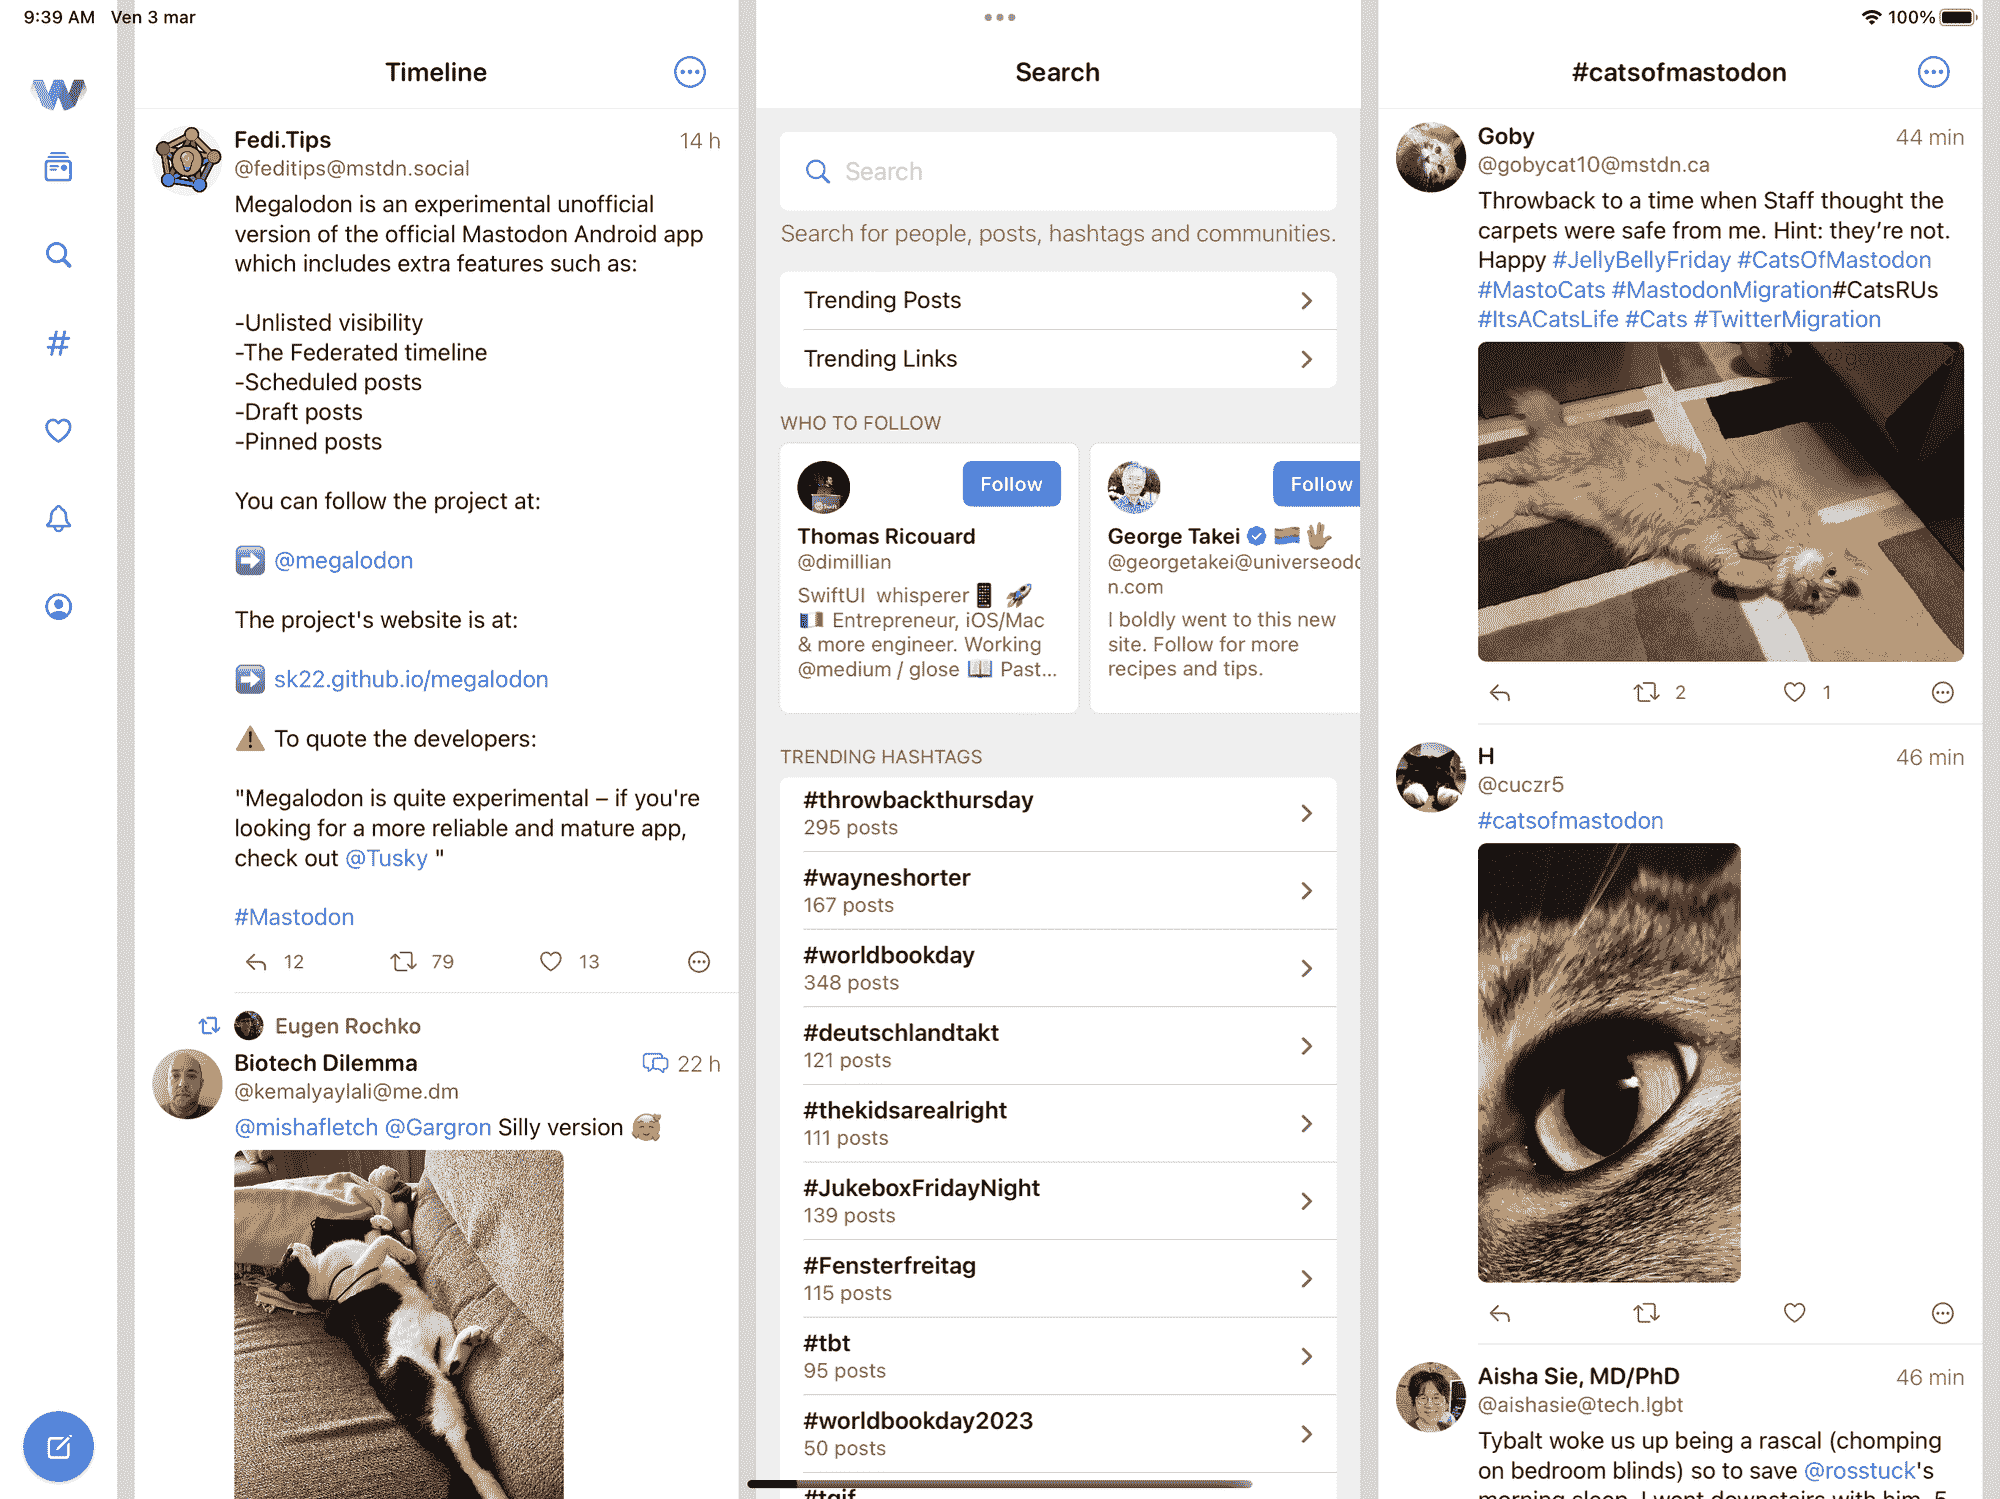 9:39 AM Ven 3 mar
100%
Timeline
Fedi.Tips
14 h
@feditips@mstdn.social
Megalodon is an experimental unofficial
version of the official Mastodon Android app
which includes extra features such as:
-Unlisted visibility
-The Federated timeline
-Scheduled posts
-Draft posts
-Pinned posts
You can follow the project at:
➡️ @megalodon
The project's website is at:
➡️ sk22.github.io/megalodon
⚠️ To quote the developers:
"Megalodon is quite experimental – if you're
looking for a more reliable and mature app,
check out @Tusky "
#Mastodon
12 79 13
Eugen Rochko
Biotech Dilemma
22 h
@kemalyaylali@me.dm
@mishafletch @Gargron Silly version 🥰
Search
Search
Search for people, posts, hashtags and communities.
Trending Posts
Trending Links
WHO TO FOLLOW
Follow
Thomas Ricouard
@dimillian
SwiftUI whisperer 📱 🚀
🇫🇷 Entrepreneur, iOS/Mac
& more engineer. Working
@medium / glose 📖 Past...
Follow
George Takei
@georgetakei@universeodo
n.com
I boldly went to this new
site. Follow for more
recipes and tips.
TRENDING HASHTAGS
#throwbackthursday
295 posts
#wayneshorter
167 posts
#worldbookday
348 posts
#deutschlandtakt
121 posts
#thekidsarealright
111 posts
#JukeboxFridayNight
139 posts
#Fensterfreitag
115 posts
#tbt
95 posts
#worldbookday2023
50 posts
#tgif
#catsofmastodon
Goby
44 min
@gobycat10@mstdn.ca
Throwback to a time when Staff thought the
carpets were safe from me. Hint: they're not.
Happy #JellyBellyFriday #CatsOfMastodon
#MastoCats #MastodonMigration#CatsRUs
#ItsACatsLife #Cats #TwitterMigration
2 1
H
46 min
@cuczr5
#catsofmastodon
Aisha Sie, MD/PhD
46 min
@aishasie@tech.lgbt
Tybalt woke us up being a rascal (chomping
on bedroom blinds) so to save @rosstuck's
morning sleep, I went downstairs with him. 5